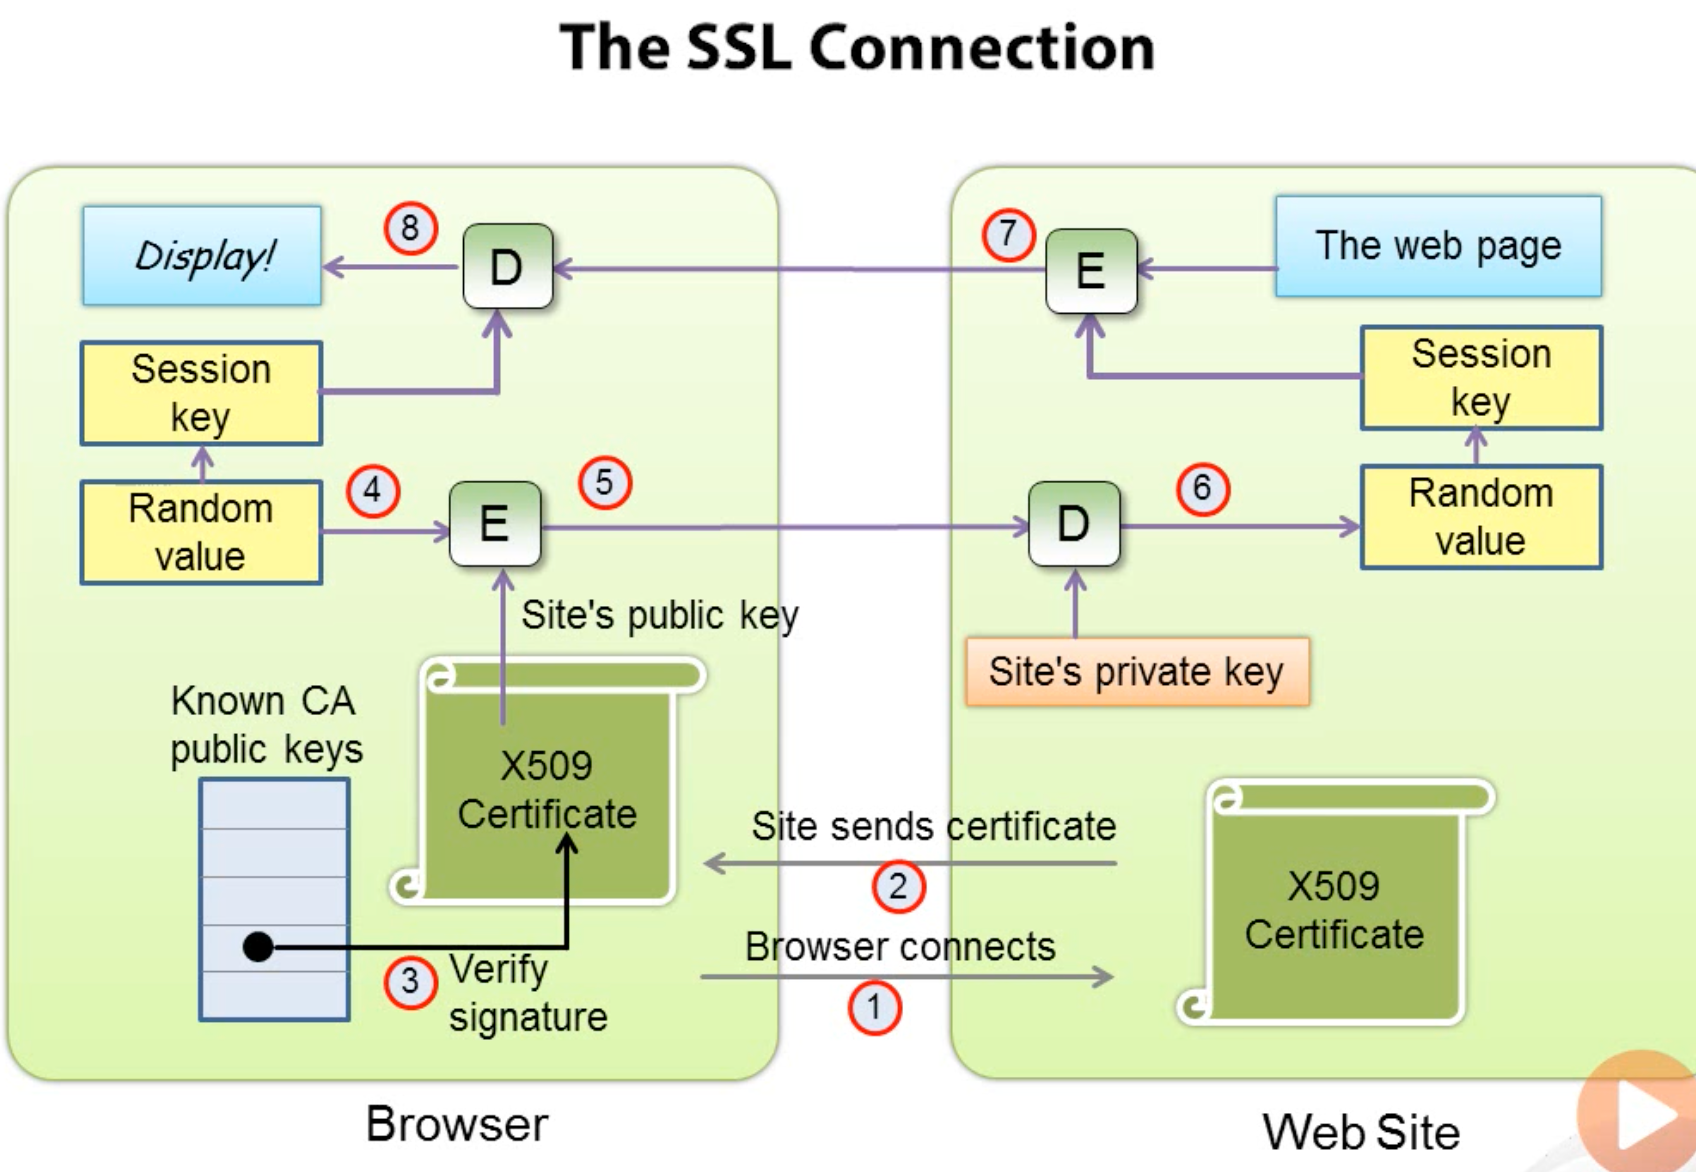 The SSL Connection
Display!
8
D
7
E
The web page
Session
key
Session
key
Random
value
4
E
5
D
6
Random
value
Site's public key
Site's private key
Known CA
public keys
X509
Certificate
Site sends certificate
2
X509
Certificate
Browser connects
1
3
Verify
signature
Browser
Web Site